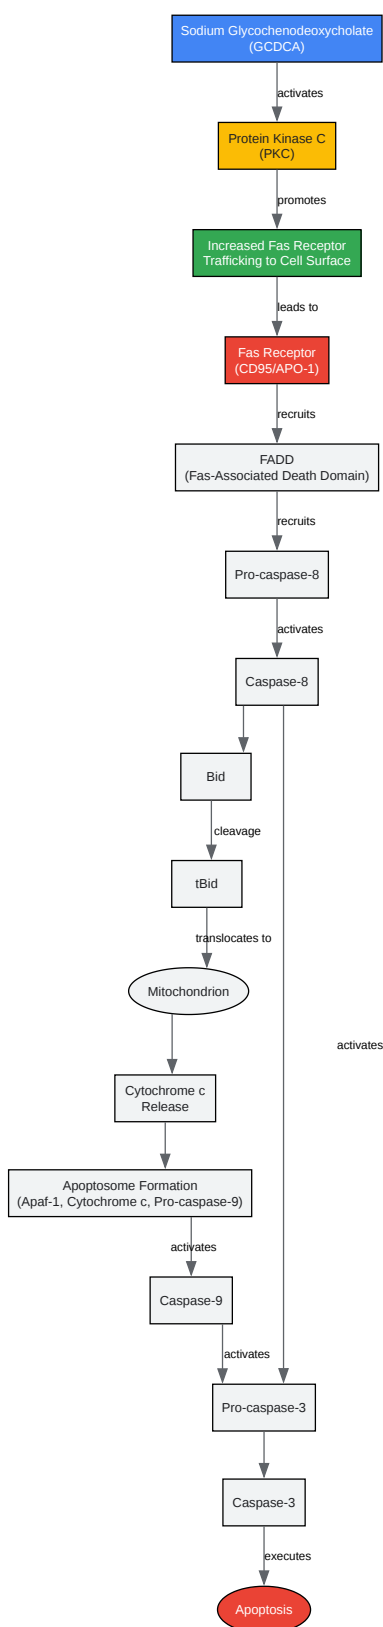 Sodium Glycochenodeoxycholate
(GCDCA)
activates
Protein Kinase C
(PKC)
promotes
Increased Fas Receptor
Trafficking to Cell Surface
leads to
Fas Receptor
(CD95/APO-1)
recruits
FADD
(Fas-Associated Death Domain)
recruits
Pro-caspase-8
activates
Caspase-8
Bid
cleavage
tBid
translocates to
Mitochondrion
activates
Cytochrome c
Release
Apoptosome Formation
(Apaf-1, Cytochrome c, Pro-caspase-9)
activates
Caspase-9
activates
Pro-caspase-3
Caspase-3
executes
Apoptosis